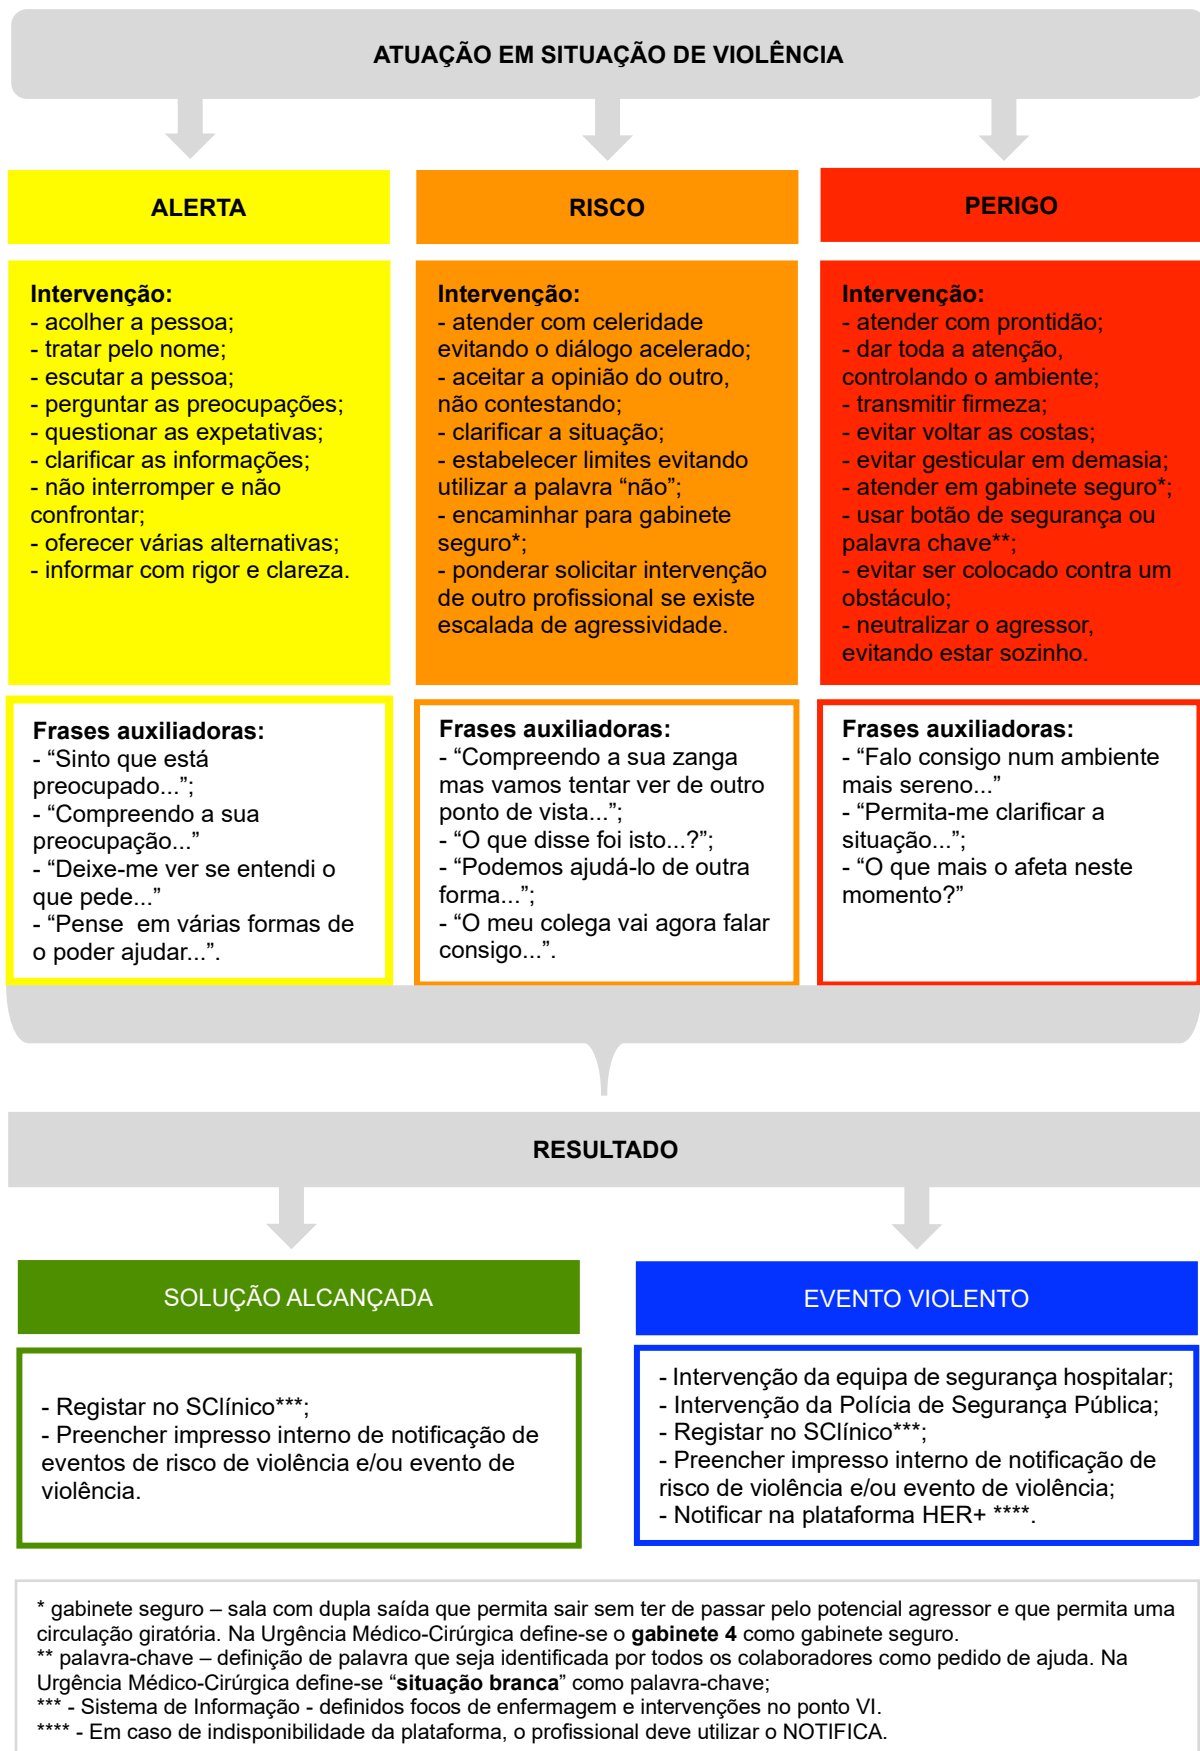 ATUAÇÃO EM SITUAÇÃO DE VIOLÊNCIA
ALERTA
Intervenção:
- acolher a pessoa;
- tratar pelo nome;
- escutar a pessoa;
- perguntar as preocupações;
- questionar as expetativas;
- clarificar as informações;
- não interromper e não
confrontar;
- oferecer várias alternativas;
- informar com rigor e clareza.
Frases auxiliadoras:
- “Sinto que está
preocupado...”;
- “Compreendo a sua
preocupação...”
- “Deixe-me ver se entendi o
que pede...”
- “Pense  em várias formas de
o poder ajudar...”.
RISCO
Intervenção:
- atender com celeridade
evitando o diálogo acelerado;
- aceitar a opinião do outro,
não contestando;
- clarificar a situação;
- estabelecer limites evitando
utilizar a palavra “não”;
- encaminhar para gabinete
seguro*;
- ponderar solicitar intervenção
de outro profissional se existe
escalada de agressividade.
Frases auxiliadoras:
- “Compreendo a sua zanga
mas vamos tentar ver de outro
ponto de vista...”;
- “O que disse foi isto...?”;
- “Podemos ajudá-lo de outra
forma...”;
- “O meu colega vai agora falar
consigo...”.
PERIGO
Intervenção:
- atender com prontidão;
- dar toda a atenção,
controlando o ambiente;
- transmitir firmeza;
- evitar voltar as costas;
- evitar gesticular em demasia;
- atender em gabinete seguro*;
- usar botão de segurança ou
palavra chave**;
- evitar ser colocado contra um
obstáculo;
- neutralizar o agressor,
evitando estar sozinho.
Frases auxiliadoras:
- “Falo consigo num ambiente
mais sereno...”
- “Permita-me clarificar a
situação...”;
- “O que mais o afeta neste
momento?”
RESULTADO
SOLUÇÃO ALCANÇADA
- Registar no SClínico***;
- Preencher impresso interno de notificação de
eventos de risco de violência e/ou evento de
violência.
EVENTO VIOLENTO
- Intervenção da equipa de segurança hospitalar;
- Intervenção da Polícia de Segurança Pública;
- Registar no SClínico***;
- Preencher impresso interno de notificação de
risco de violência e/ou evento de violência;
- Notificar na plataforma HER+ ****.
* gabinete seguro – sala com dupla saída que permita sair sem ter de passar pelo potencial agressor e que permita uma
circulação giratória. Na Urgência Médico-Cirúrgica define-se o gabinete 4 como gabinete seguro.
** palavra-chave – definição de palavra que seja identificada por todos os colaboradores como pedido de ajuda. Na
Urgência Médico-Cirúrgica define-se “situação branca” como palavra-chave;
*** - Sistema de Informação - definidos focos de enfermagem e intervenções no ponto VI.
**** - Em caso de indisponibilidade da plataforma, o profissional deve utilizar o NOTIFICA.